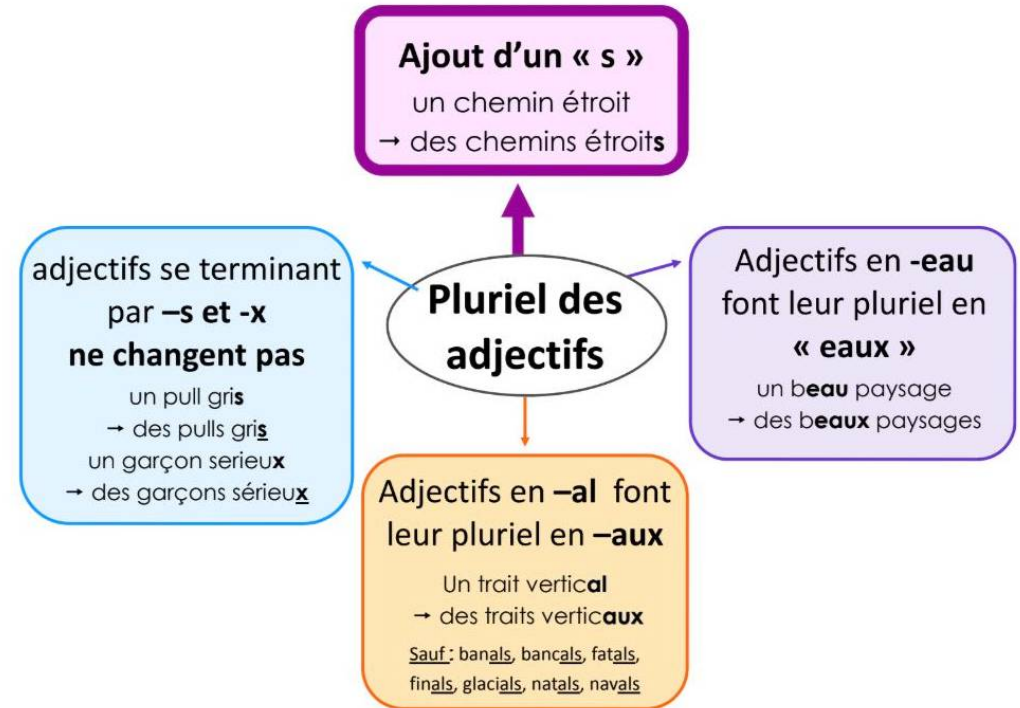 Ajout d'un « s »
un chemin étroit
→ des chemins étroits
adjectifs se terminant
par –s et -x
ne changent pas
un pull gris
→ des pulls gris
un garçon serieux
→ des garçons sérieux
Pluriel des
adjectifs
Adjectifs en -eau
font leur pluriel en
« eaux »
un beau paysage
→ des beaux paysages
Adjectifs en –al font
leur pluriel en –aux
Un trait vertical
→ des traits verticaux
Sauf : banals, bancals, fatals,
finals, glacials, natals, navals